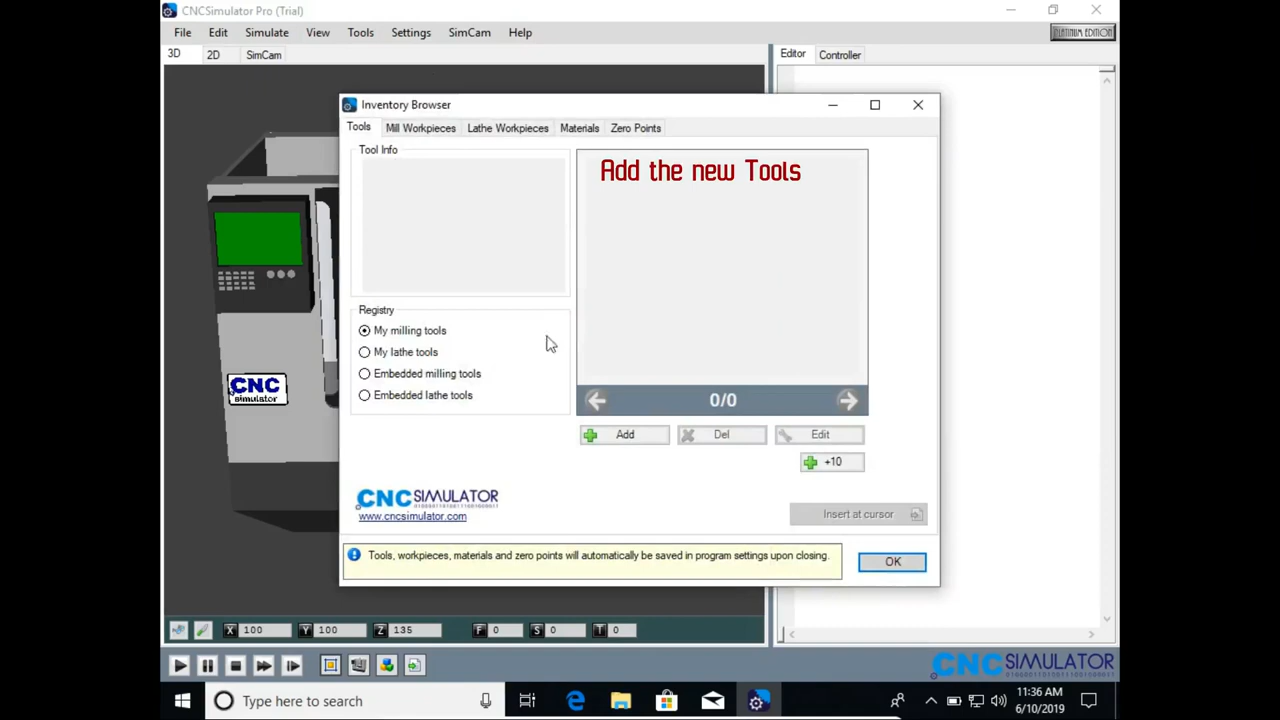 CNCSimulator Pro (Trial)
File Edit Simulate View Tools Settings SimCam Help
PLATINUM EDITION
3D 2D SimCam
Editor Controller
Inventory Browser
Tools Mill Workpieces Lathe Workpieces Materials Zero Points
Tool Info
Add the new Tools
Registry
My milling tools
My lathe tools
Embedded milling tools
Embedded lathe tools
0/0
Add Del Edit
+10
CNC
simulator
CNC SIMULATOR
www.cncsimulator.com
Insert at cursor
Tools, workpieces, materials and zero points will automatically be saved in program settings upon closing.
OK
X 100 Y 100 Z 135 F 0 S 0 T 0
CNC SIMULATOR
Type here to search
11:36 AM
6/10/2019